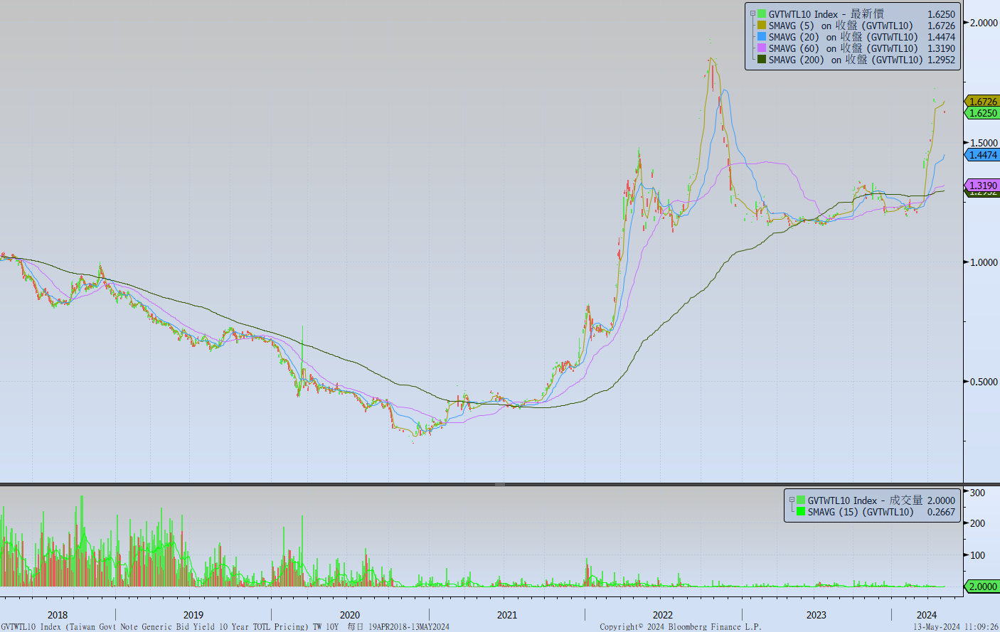 GVTWTL10 Index - 最新價 1.6250
SMAVG (5) on 收盤 (GVTWTL10) 1.6726
SMAVG (20) on 收盤 (GVTWTL10) 1.4474
SMAVG (60) on 收盤 (GVTWTL10) 1.3190
SMAVG (200) on 收盤 (GVTWTL10) 1.2952
2.0000
1.6726
1.6250
1.5000
1.4474
1.3190
1.2952
1.0000
0.5000
GVTWTL10 Index - 成交量 2.0000
SMAVG (15) (GVTWTL10) 0.2667
300
200
100
2.0000
2018 2019 2020 2021 2022 2023 2024
GVTWTL10 Index (Taiwan Govt Note Generic Bid Yield 10 Year TOTL Pricing) TW 10Y 每日 19APR2018-13MAY2024 Copyright© 2024 Bloomberg Finance L.P. 13-May-2024 11:09:26